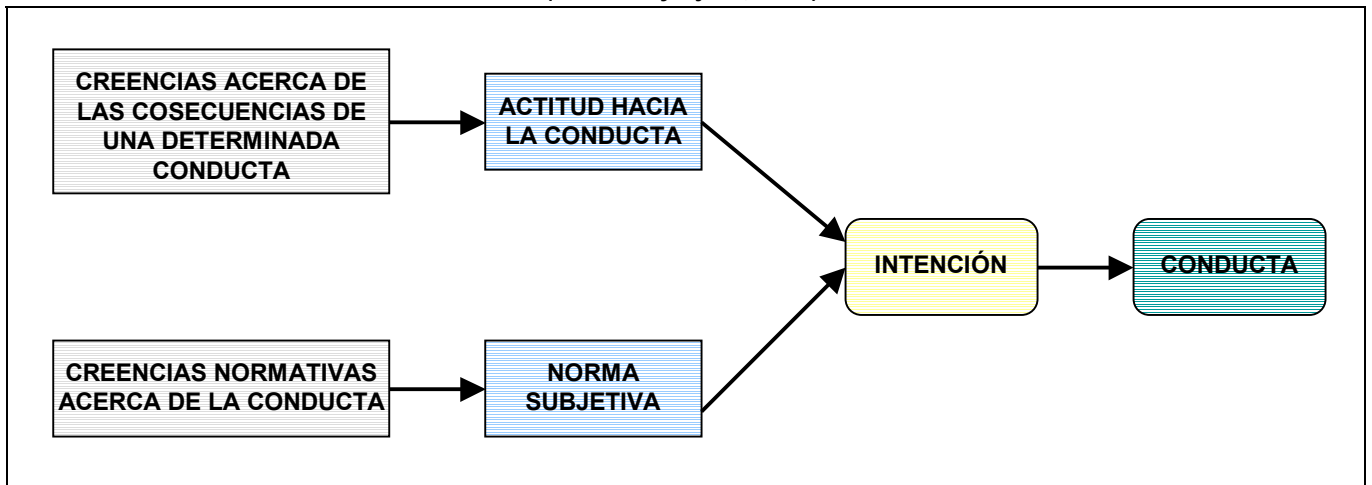 CREENCIAS ACERCA DE
LAS COSECUENCIAS DE
UNA DETERMINADA
CONDUCTA
ACTITUD HACIA
LA CONDUCTA
INTENCIÓN
CONDUCTA
CREENCIAS NORMATIVAS
ACERCA DE LA CONDUCTA
NORMA
SUBJETIVA